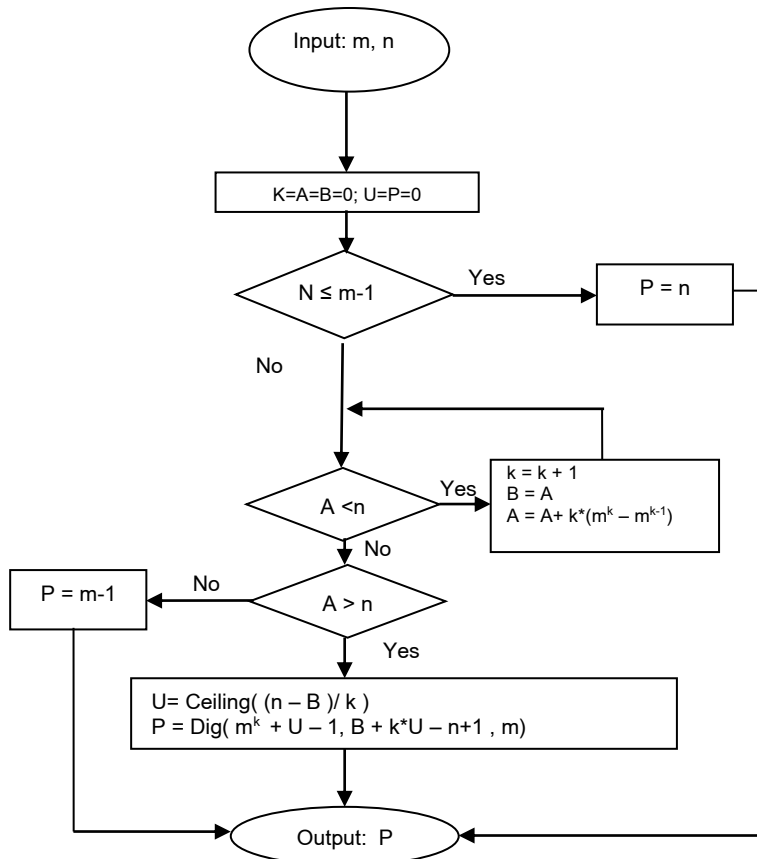 Input: m, n
K=A=B=0; U=P=0
N ≤ m-1
Yes
P = n
No
A <n
Yes
k = k + 1
B = A
A = A+ k*(m^k – m^{k-1})
No
A > n
No
P = m-1
Yes
U= Ceiling( (n – B )/ k )
P = Dig( m^k + U – 1, B + k*U – n+1 , m)
Output: P